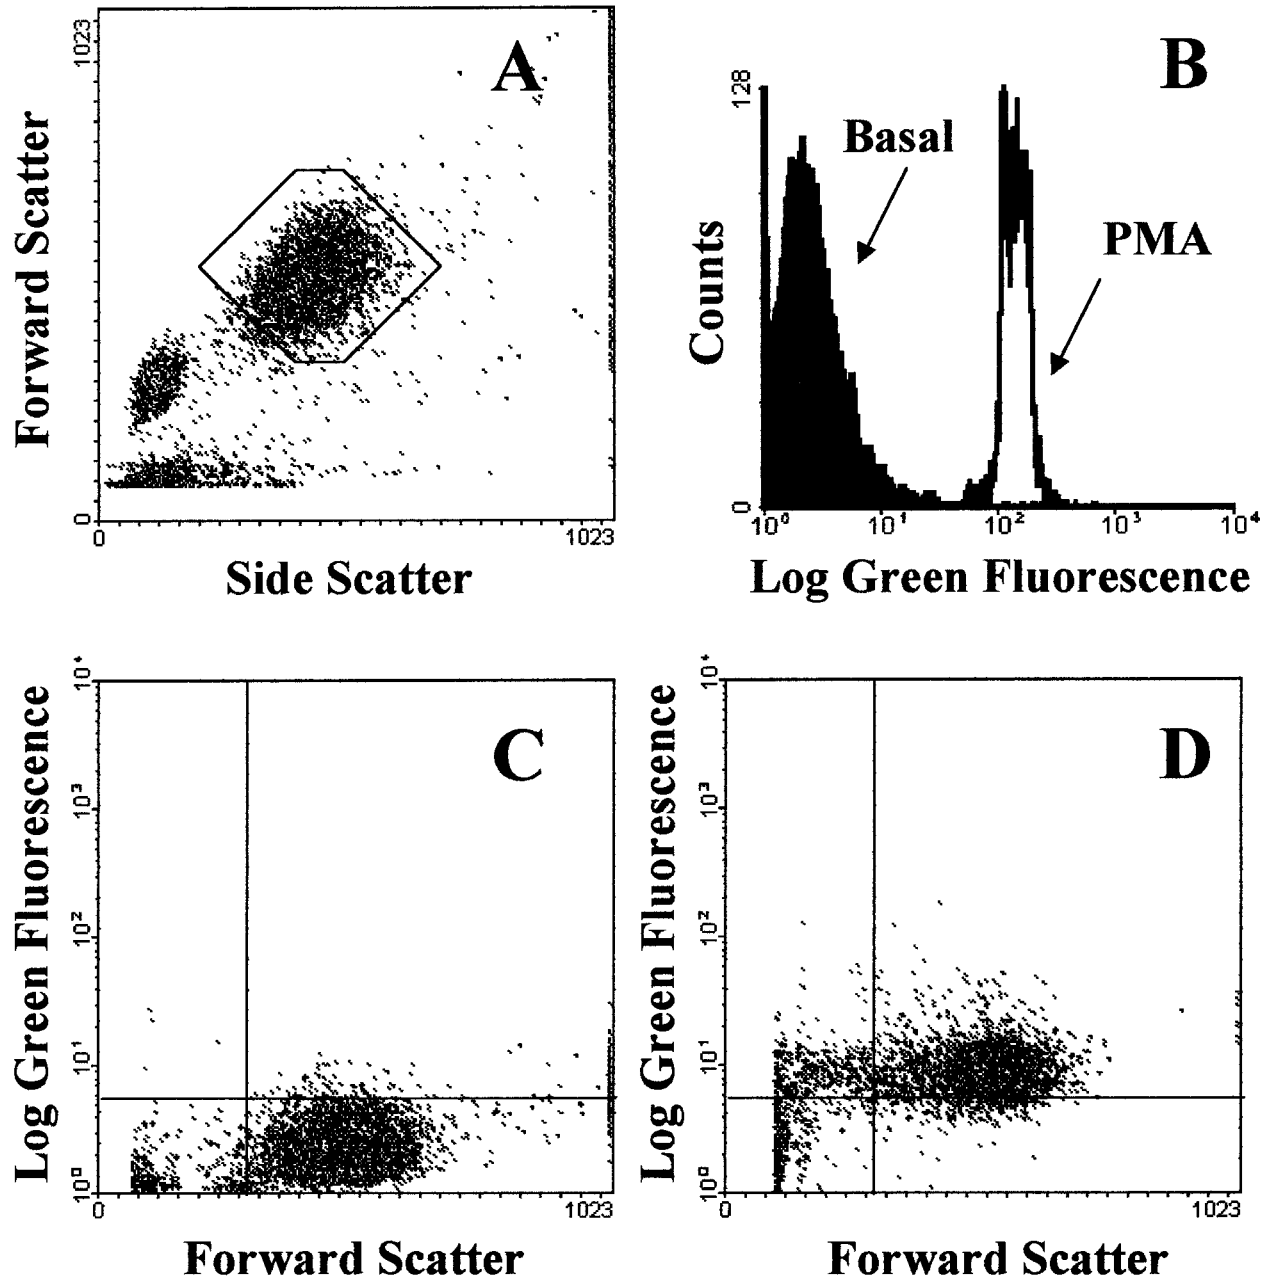 A
1023
Forward Scatter
0
0
1023
Side Scatter
B
128
Basal
PMA
Counts
0
10⁰
10¹
10²
10³
10⁴
Log Green Fluorescence
C
10⁴
10³
10²
10¹
10⁰
Log Green Fluorescence
0
1023
Forward Scatter
D
10⁴
10³
10²
10¹
10⁰
Log Green Fluorescence
0
1023
Forward Scatter